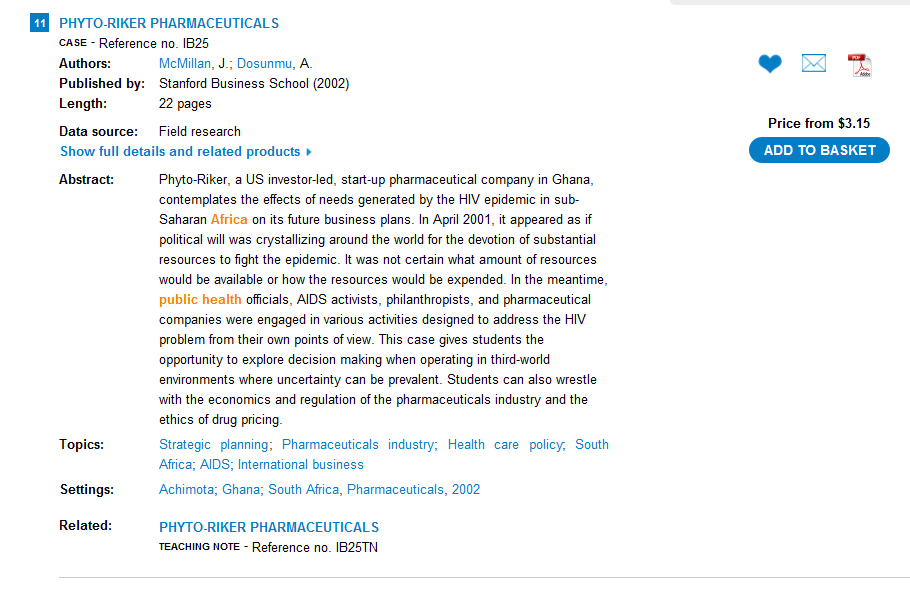 11 PHYTO-RIKER PHARMACEUTICALS
CASE - Reference no. IB25
Authors: McMillan, J.; Dosunmu, A.
Published by: Stanford Business School (2002)
Length: 22 pages
Data source: Field research
Show full details and related products
Abstract: Phyto-Riker, a US investor-led, start-up pharmaceutical company in Ghana,
contemplates the effects of needs generated by the HIV epidemic in sub-
Saharan Africa on its future business plans. In April 2001, it appeared as if
political will was crystallizing around the world for the devotion of substantial
resources to fight the epidemic. It was not certain what amount of resources
would be available or how the resources would be expended. In the meantime,
public health officials, AIDS activists, philanthropists, and pharmaceutical
companies were engaged in various activities designed to address the HIV
problem from their own points of view. This case gives students the
opportunity to explore decision making when operating in third-world
environments where uncertainty can be prevalent. Students can also wrestle
with the economics and regulation of the pharmaceuticals industry and the
ethics of drug pricing.
Topics: Strategic planning; Pharmaceuticals industry; Health care policy; South
Africa; AIDS; International business
Settings: Achimota; Ghana; South Africa, Pharmaceuticals, 2002
Related: PHYTO-RIKER PHARMACEUTICALS
TEACHING NOTE - Reference no. IB25TN
PDF
Adobe
Price from $3.15
ADD TO BASKET